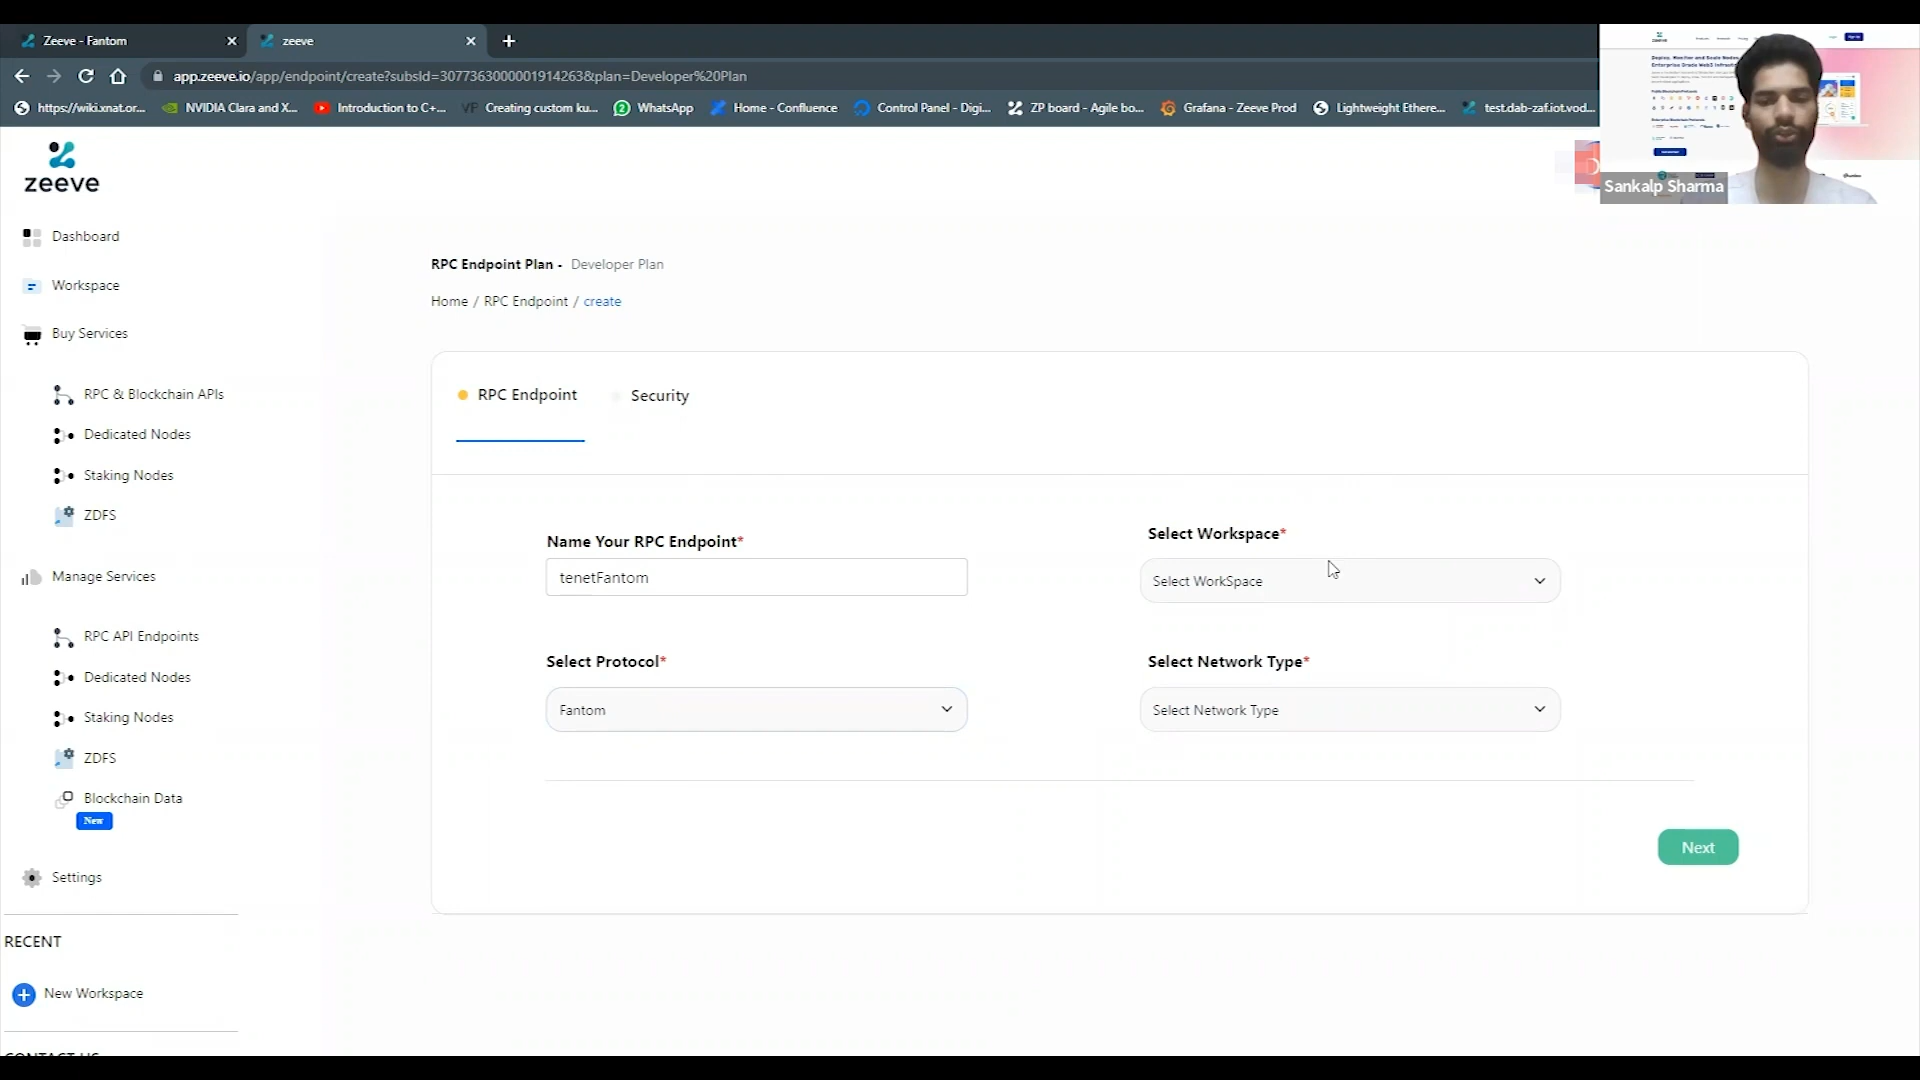 Zeeve - Fantom
zeeve
app.zeeve.io/app/endpoint/create?subsId=30773630000019142​63&plan=Developer%20Plan
https://wiki.xnat.or...
NVIDIA Clara and X...
Introduction to C+...
VF Creating custom ku...
WhatsApp
Home - Confluence
Control Panel - Digi...
ZP board - Agile bo...
Grafana - Zeeve Prod
Lightweight Ethere...
test.dab-zaf.iot.vod...
Sankalp Sharma
zeeve
Dashboard
Workspace
Buy Services
RPC & Blockchain APIs
Dedicated Nodes
Staking Nodes
ZDFS
Manage Services
RPC API Endpoints
Dedicated Nodes
Staking Nodes
ZDFS
Blockchain Data
New
Settings
RECENT
New Workspace
CONTACT US
RPC Endpoint Plan - Developer Plan
Home / RPC Endpoint / create
RPC Endpoint
Security
Name Your RPC Endpoint*
tenetFantom
Select Workspace*
Select WorkSpace
Select Protocol*
Fantom
Select Network Type*
Select Network Type
Next